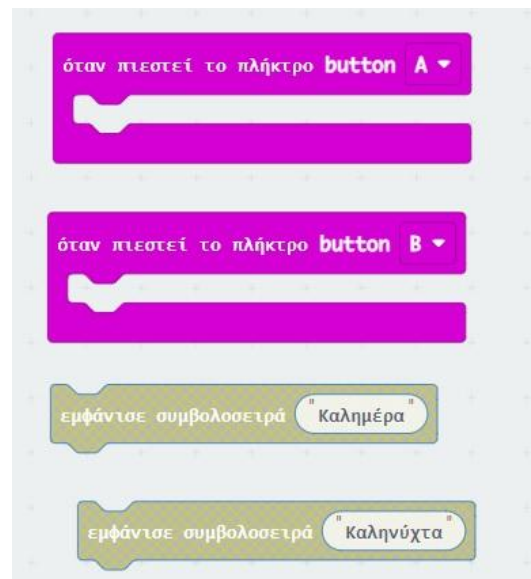 όταν πιεστεί το πλήκτρο button A
όταν πιεστεί το πλήκτρο button B
εμφάνισε συμβολοσειρά "Καλημέρα"
εμφάνισε συμβολοσειρά "Καληνύχτα"